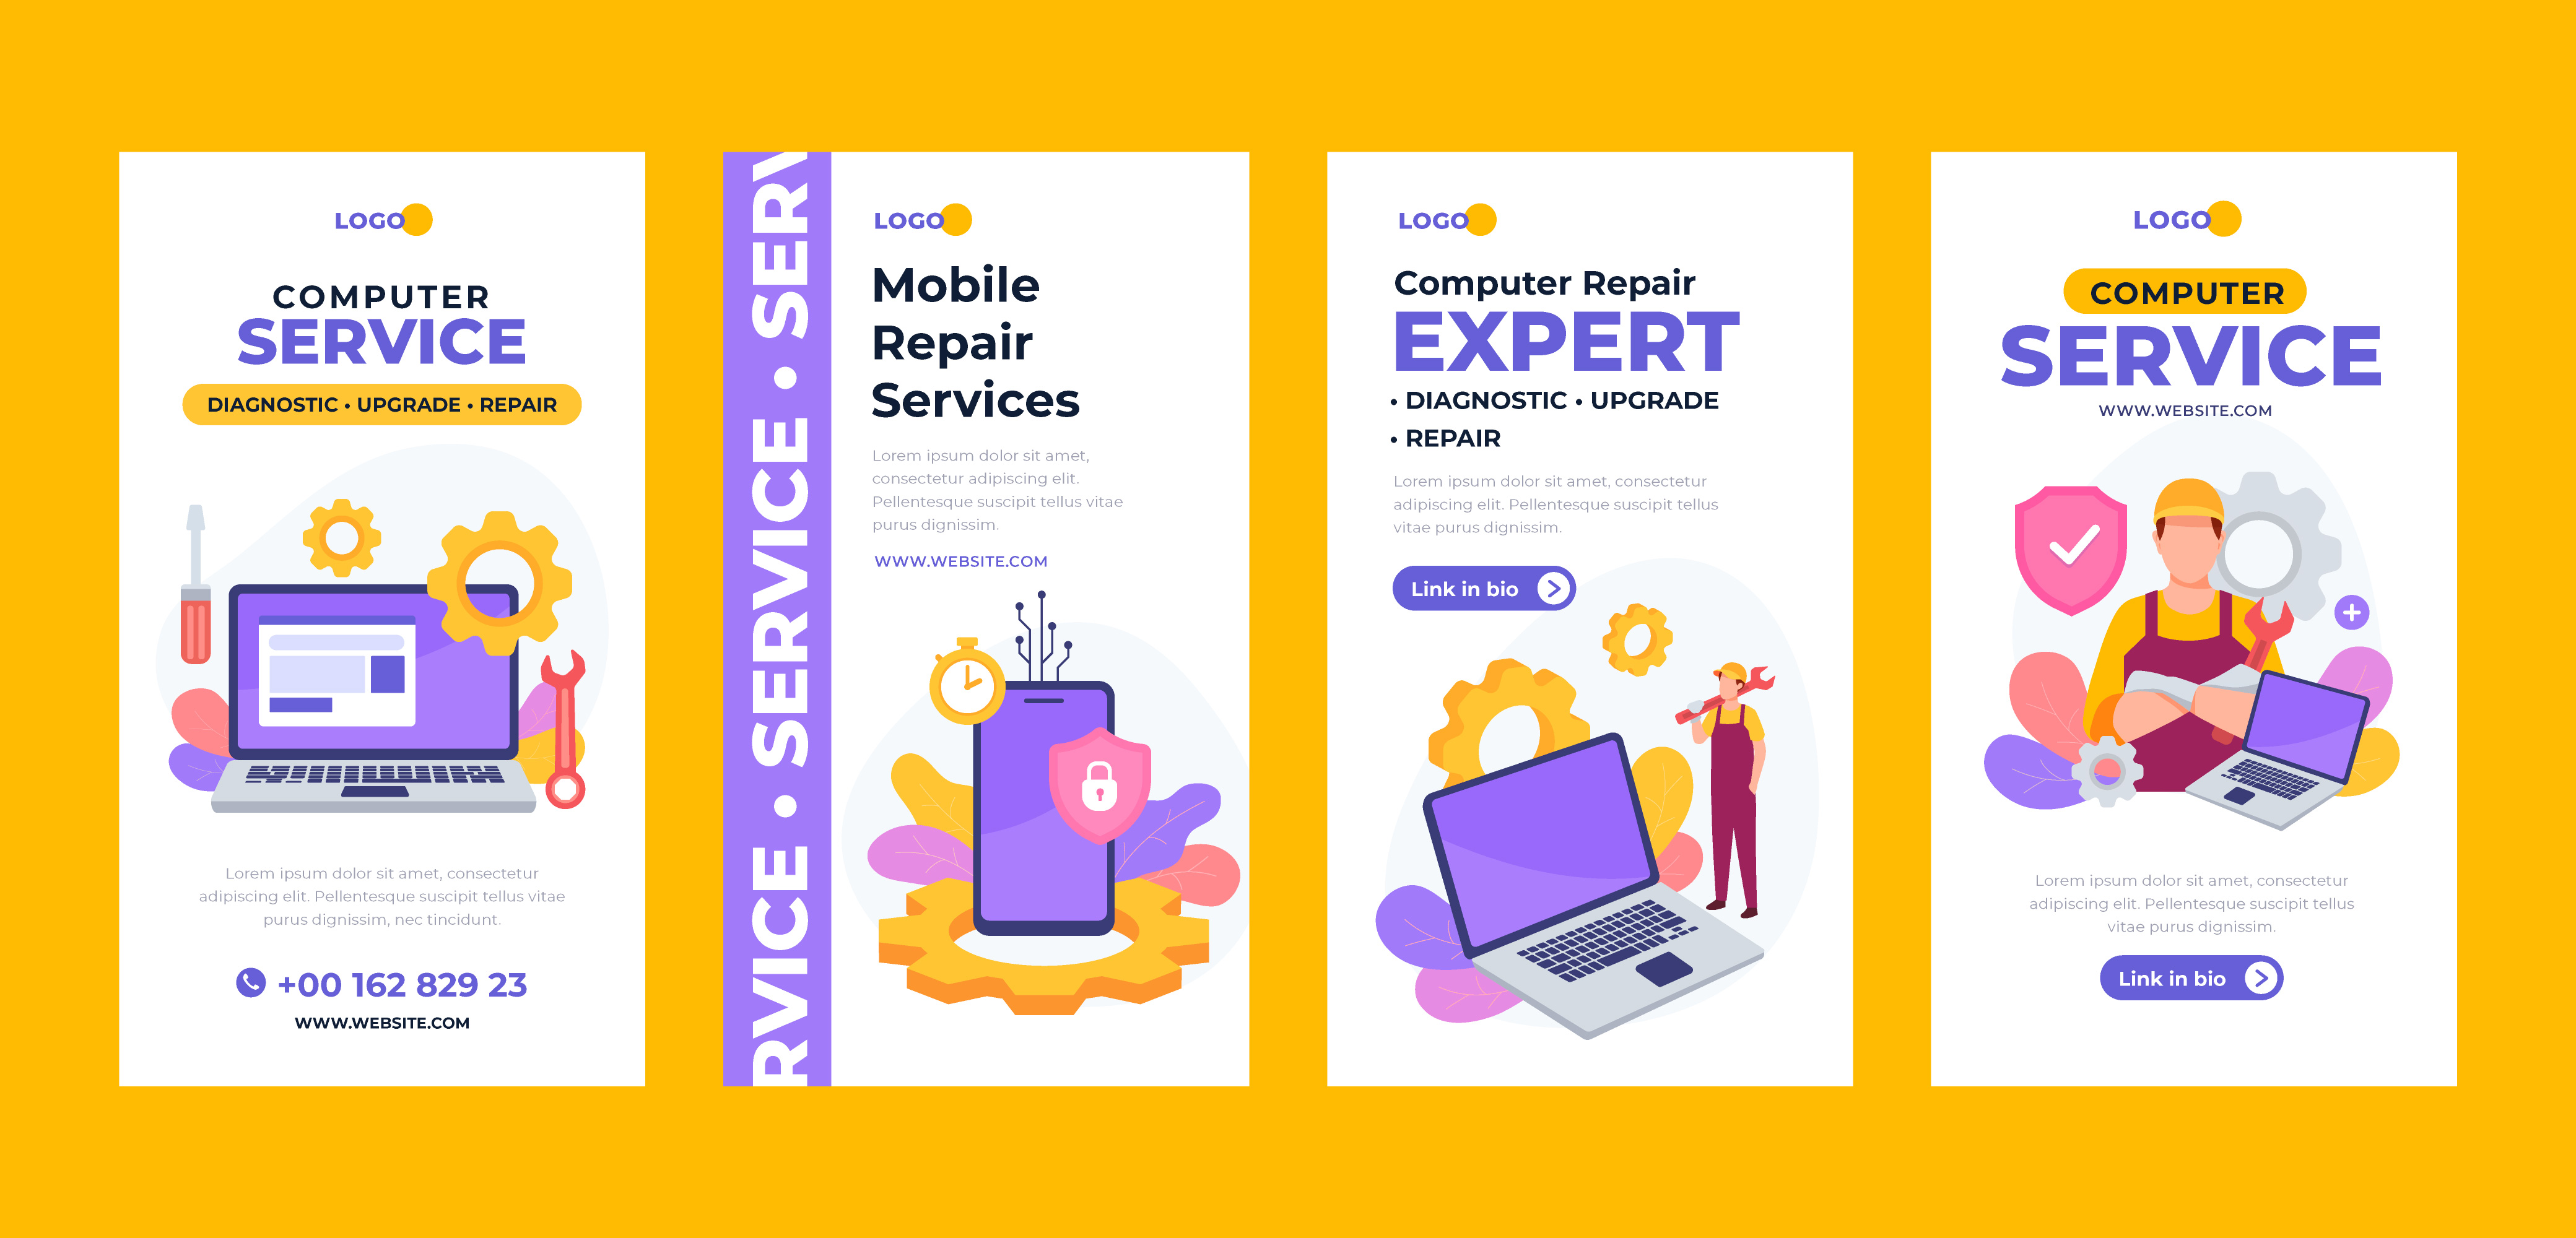 LOGO
COMPUTER
SERVICE
DIAGNOSTIC • UPGRADE • REPAIR
Lorem ipsum dolor sit amet, consectetur
adipiscing elit. Pellentesque suscipit tellus vitae
purus dignissim, nec tincidunt.
+00 162 829 23
WWW.WEBSITE.COM
RVICE • SERVICE • SERV
LOGO
Mobile
Repair
Services
Lorem ipsum dolor sit amet,
consectetur adipiscing elit.
Pellentesque suscipit tellus vitae
purus dignissim.
WWW.WEBSITE.COM
LOGO
Computer Repair
EXPERT
• DIAGNOSTIC • UPGRADE
• REPAIR
Lorem ipsum dolor sit amet, consectetur
adipiscing elit. Pellentesque suscipit tellus
vitae purus dignissim.
Link in bio
LOGO
COMPUTER
SERVICE
WWW.WEBSITE.COM
Lorem ipsum dolor sit amet, consectetur
adipiscing elit. Pellentesque suscipit tellus
vitae purus dignissim.
Link in bio